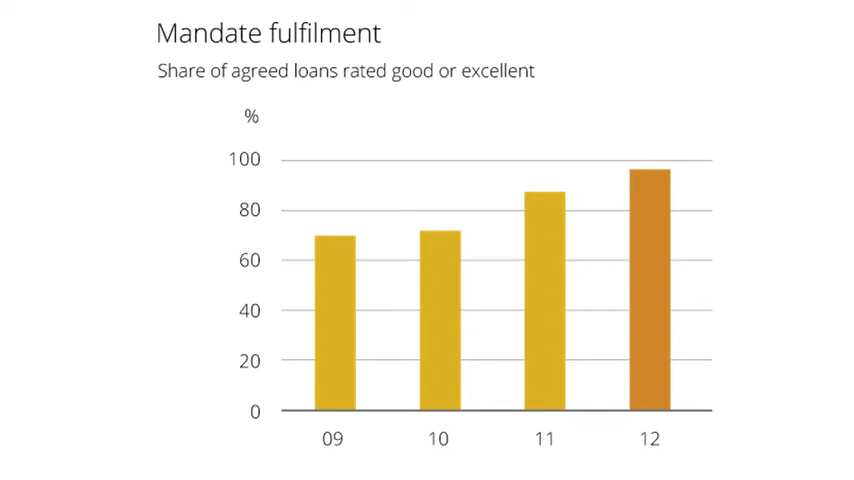 Mandate fulfilment
Share of agreed loans rated good or excellent
%
100
80
60
40
20
0
09 10 11 12